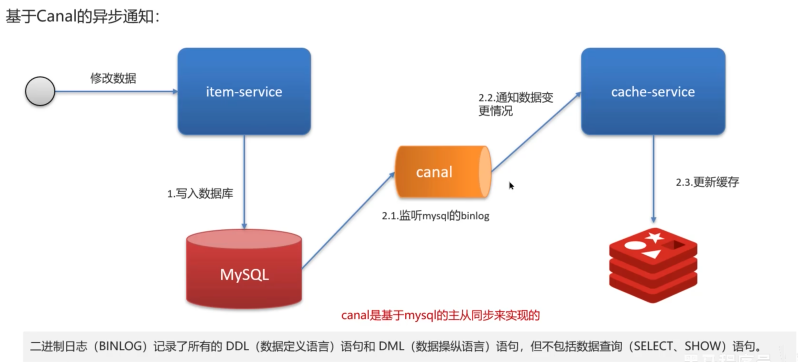 基于Canal的异步通知：
修改数据
item-service
cache-service
2.2.通知数据变
更情况
canal
1.写入数据库
2.1.监听mysql的binlog
2.3.更新缓存
MySQL
canal是基于mysql的主从同步来实现的
二进制日志（BINLOG）记录了所有的 DDL（数据定义语言）语句和 DML（数据操纵语言）语句，但不包括数据查询（SELECT、SHOW）语句。